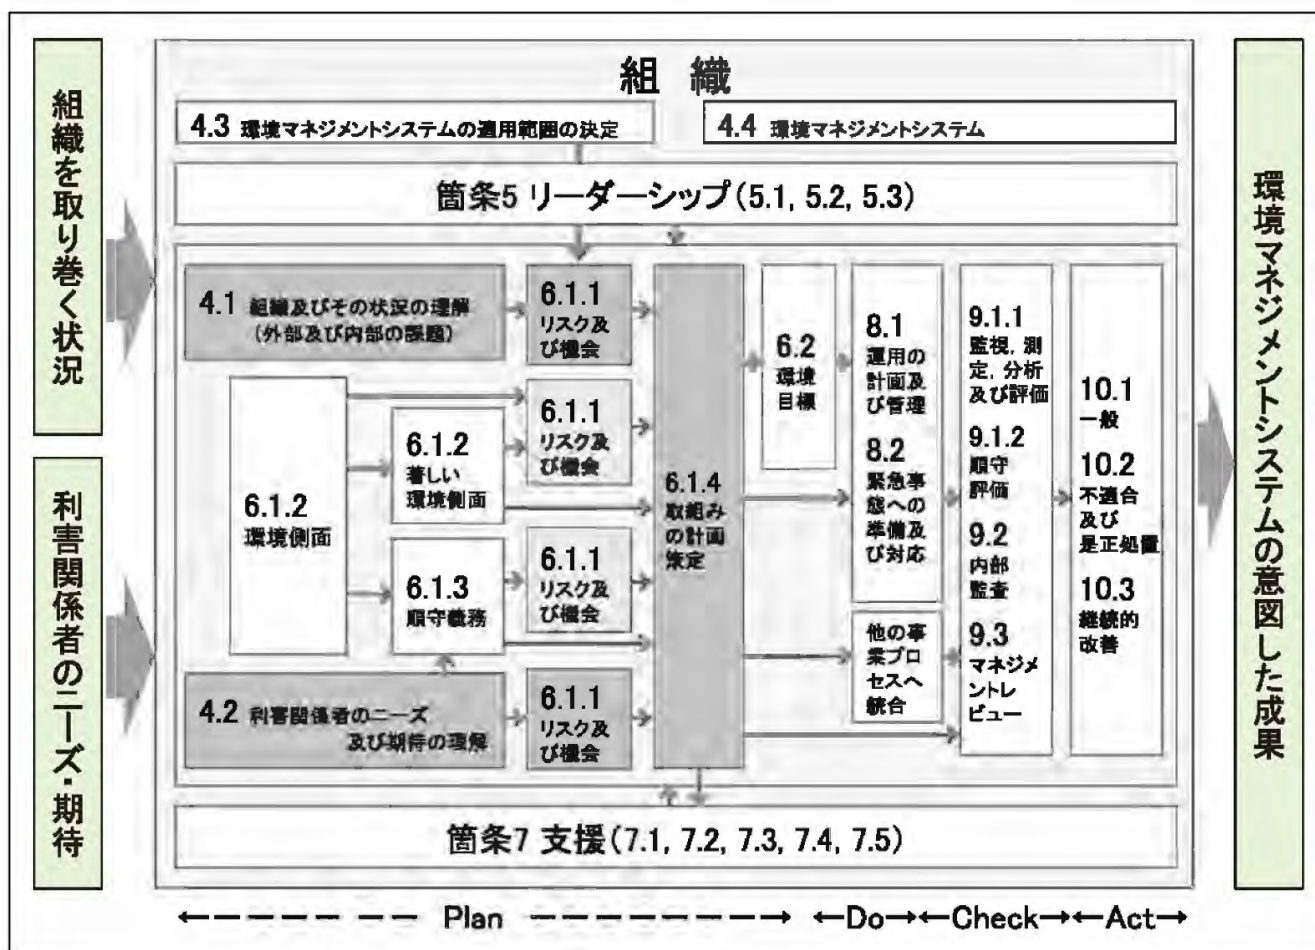 組織を取り巻く状況
利害関係者のニーズ・期待
組 織
4.3 環境マネジメントシステムの適用範囲の決定
4.4 環境マネジメントシステム
箇条5 リーダーシップ(5.1, 5.2, 5.3)
4.1 組織及びその状況の理解
(外部及び内部の課題)
6.1.1
リスク及
び機会
6.1.2
環境側面
6.1.2
著しい
環境側面
6.1.1
リスク及
び機会
6.1.3
順守義務
6.1.1
リスク及
び機会
4.2 利害関係者のニーズ
及び期待の理解
6.1.1
リスク及
び機会
6.1.4
取組み
の計画
策定
6.2
環境
目標
8.1
運用の
計画及
び管理
8.2
緊急事
態への
準備及
び対応
他の事
業プロ
セスへ
統合
9.1.1
監視, 測
定, 分析
及び評価
9.1.2
順守
評価
9.2
内部
監査
9.3
マネジメ
ントレ
ビュー
10.1
一般
10.2
不適合
及び
是正処置
10.3
継続的
改善
箇条7 支援(7.1, 7.2, 7.3, 7.4, 7.5)
Plan
Do
Check
Act
環境マネジメントシステムの意図した成果